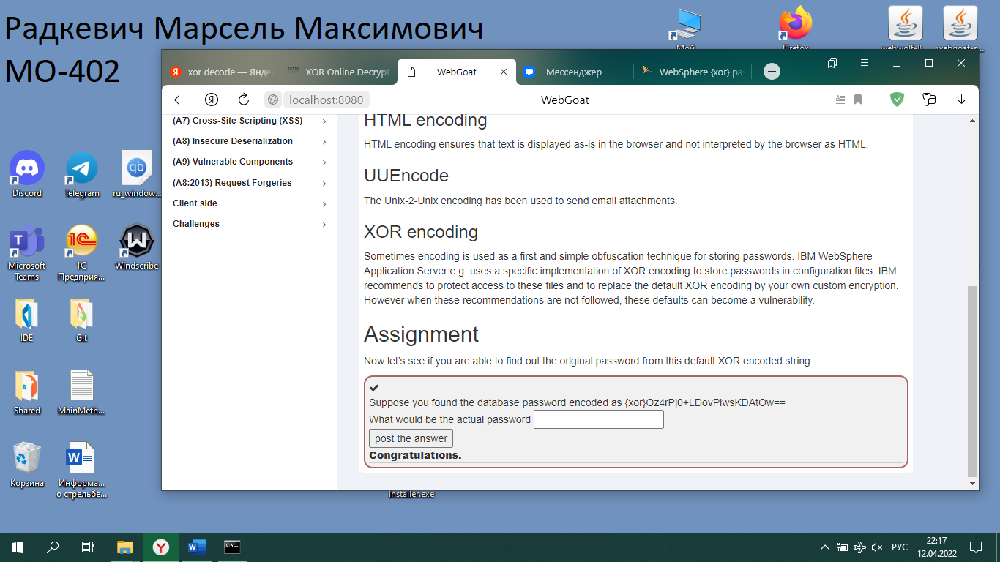 Радкевич Марсель Максимович
МО-402
Мой
Firefox
webwolf-8
webgoat-s...
xor decode — Янде
XOR Online Decrypt
WebGoat
Мессенджер
WebSphere {xor} pa
localhost:8080
WebGoat
(A7) Cross-Site Scripting (XSS)
(A8) Insecure Deserialization
(A9) Vulnerable Components
(A8:2013) Request Forgeries
Client side
Challenges
HTML encoding
HTML encoding ensures that text is displayed as-is in the browser and not interpreted by the browser as HTML.
UUEncode
The Unix-2-Unix encoding has been used to send email attachments.
XOR encoding
Sometimes encoding is used as a first and simple obfuscation technique for storing passwords. IBM WebSphere
Application Server e.g. uses a specific implementation of XOR encoding to store passwords in configuration files. IBM
recommends to protect access to these files and to replace the default XOR encoding by your own custom encryption.
However when these recommendations are not followed, these defaults can become a vulnerability.
Assignment
Now let's see if you are able to find out the original password from this default XOR encoded string.
Suppose you found the database password encoded as {xor}Oz4rPj0+LDovPiwsKDAtOw==
What would be the actual password
post the answer
Congratulations.
Discord
Telegram
ru_window...
Microsoft
Teams
1С
Предприя...
Windscribe
IDE
Git
Shared
MainMeth...
Корзина
Информа...
о стрельбе...
Installer.exe
РУС
22:17
12.04.2022